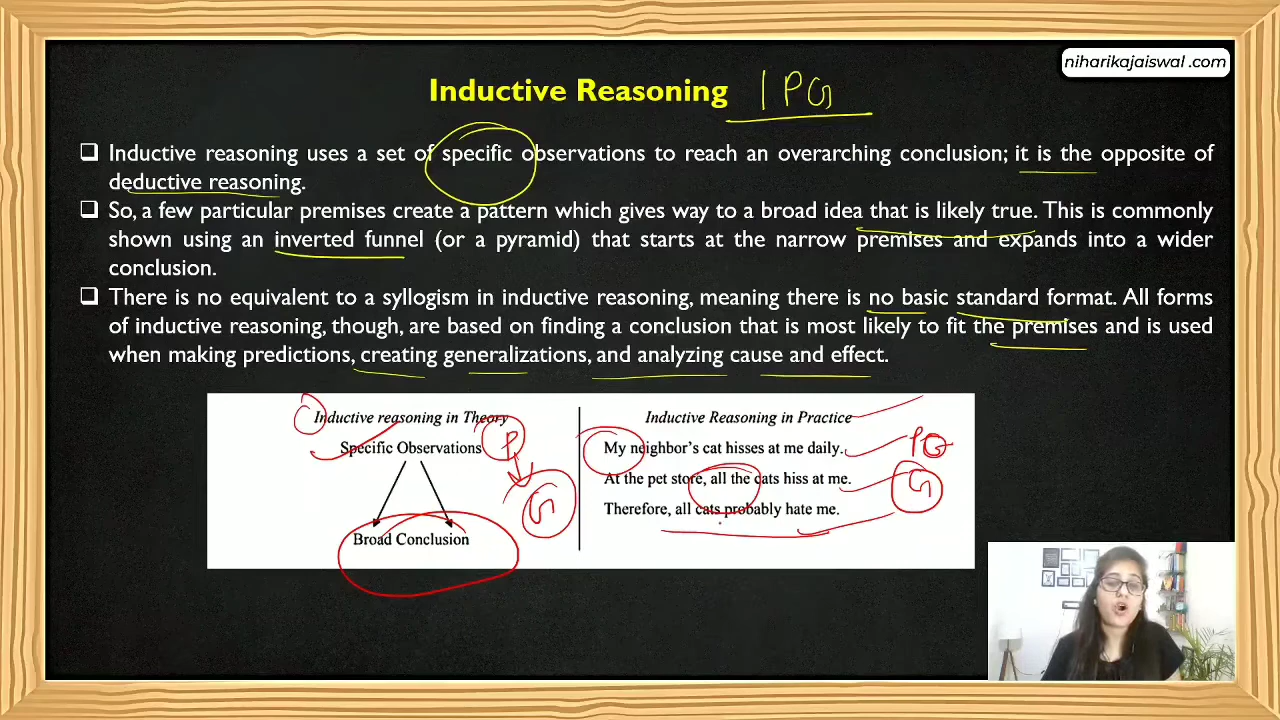 niharikajaiswal .com
Inductive Reasoning IPG
❑ Inductive reasoning uses a set of specific observations to reach an overarching conclusion; it is the opposite of
deductive reasoning.
❑ So, a few particular premises create a pattern which gives way to a broad idea that is likely true. This is commonly
shown using an inverted funnel (or a pyramid) that starts at the narrow premises and expands into a wider
conclusion.
❑ There is no equivalent to a syllogism in inductive reasoning, meaning there is no basic standard format. All forms
of inductive reasoning, though, are based on finding a conclusion that is most likely to fit the premises and is used
when making predictions, creating generalizations, and analyzing cause and effect.
Inductive reasoning in Theory
Specific Observations P
G
Broad Conclusion
Inductive Reasoning in Practice
My neighbor's cat hisses at me daily. PG
At the pet store, all the cats hiss at me. G
Therefore, all cats probably hate me.